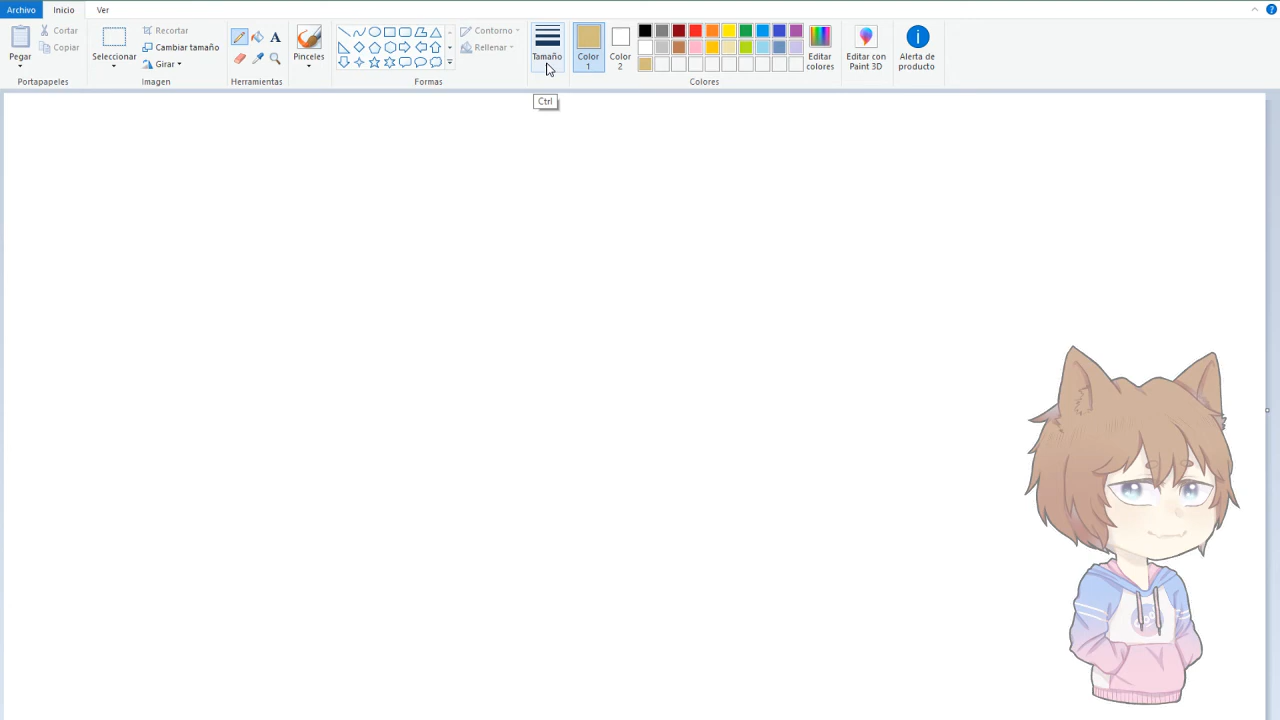 Archivo Inicio Ver
Pegar
Cortar
Copiar
Portapapeles
Seleccionar
Recortar
Cambiar tamaño
Girar
Imagen
A
Herramientas
Pinceles
Formas
Contorno
Rellenar
Tamaño
Color
1
Color
2
Colores
Editar
colores
Editar con
Paint 3D
Alerta de
producto
Ctrl